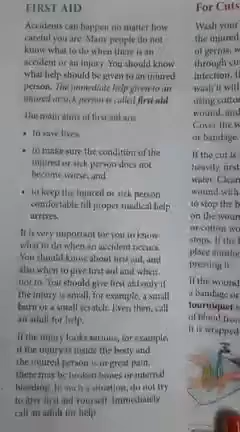 FIRST AID
Accidents can happen no matter how
careful you are. Many people do not
know what to do when there is an
accident or an injury. You should know
what help should be given to an injured
person. The immediate help given to an
injured or sick person is called first aid.
The main aims of first aid are
• to save lives,
• to make sure the condition of the
injured or sick person does not
become worse, and
• to keep the injured or sick person
comfortable till proper medical help
arrives.
It is very important for you to know
what to do when an accident occurs.
You should know about first aid, and
also when to give first aid and when
not to. You should give first aid only if
the injury is small, for example, a small
burn or a small scratch. Even then, call
an adult for help.
If the injury looks serious, for example,
if the injury is inside the body and
the injured person is in great pain,
there may be broken bones or internal
bleeding. In such a situation, do not try
to give first aid yourself. Immediately
call an adult for help.
For Cuts
Wash your
the injured
of germs, w
through cu
infection. I
wash it with
using cotto
wound, and
Cover the w
or bandage.
If the cut is
heavily, first
water. Clean
wound with
to stop the b
on the woun
or cotton wo
stops. If the
place anothe
pressing it.
If the wound
a bandage or
tourniquet
of blood from
it is wrapped